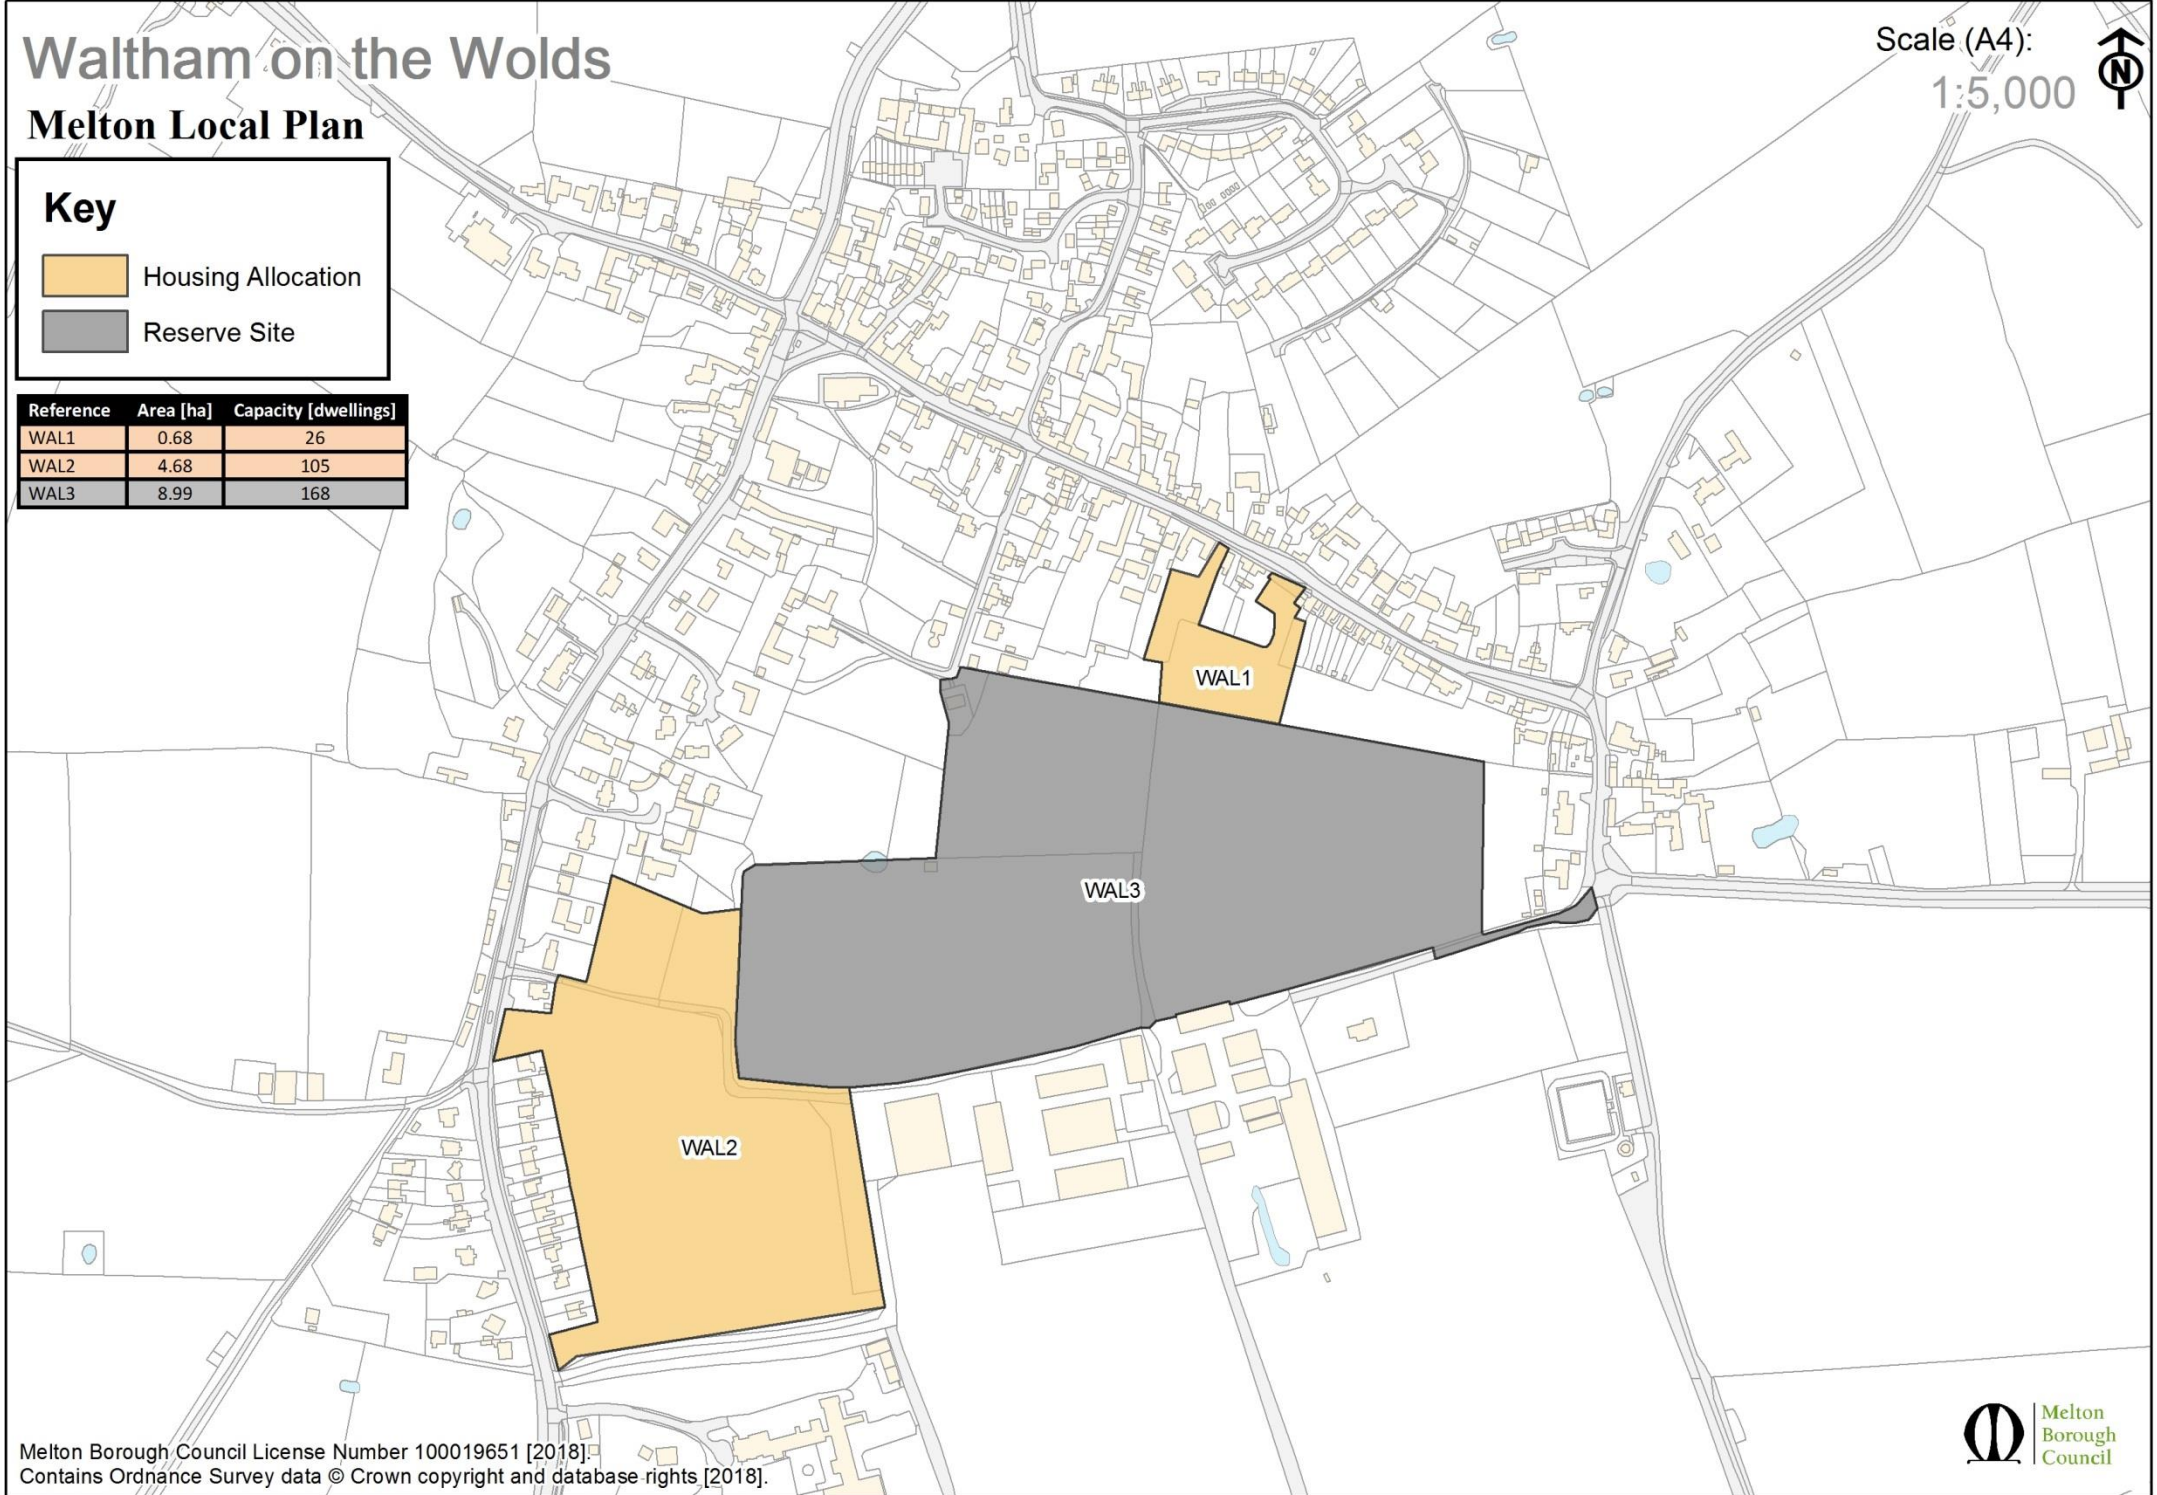 Waltham on the Wolds
Melton Local Plan
Scale (A4):
1:5,000
N
Key
Housing Allocation
Reserve Site
Reference Area [ha] Capacity [dwellings]
WAL1 0.68 26
WAL2 4.68 105
WAL3 8.99 168
WAL1
WAL3
WAL2
Melton Borough Council License Number 100019651 [2018].
Contains Ordnance Survey data © Crown copyright and database rights [2018].
Melton
Borough
Council